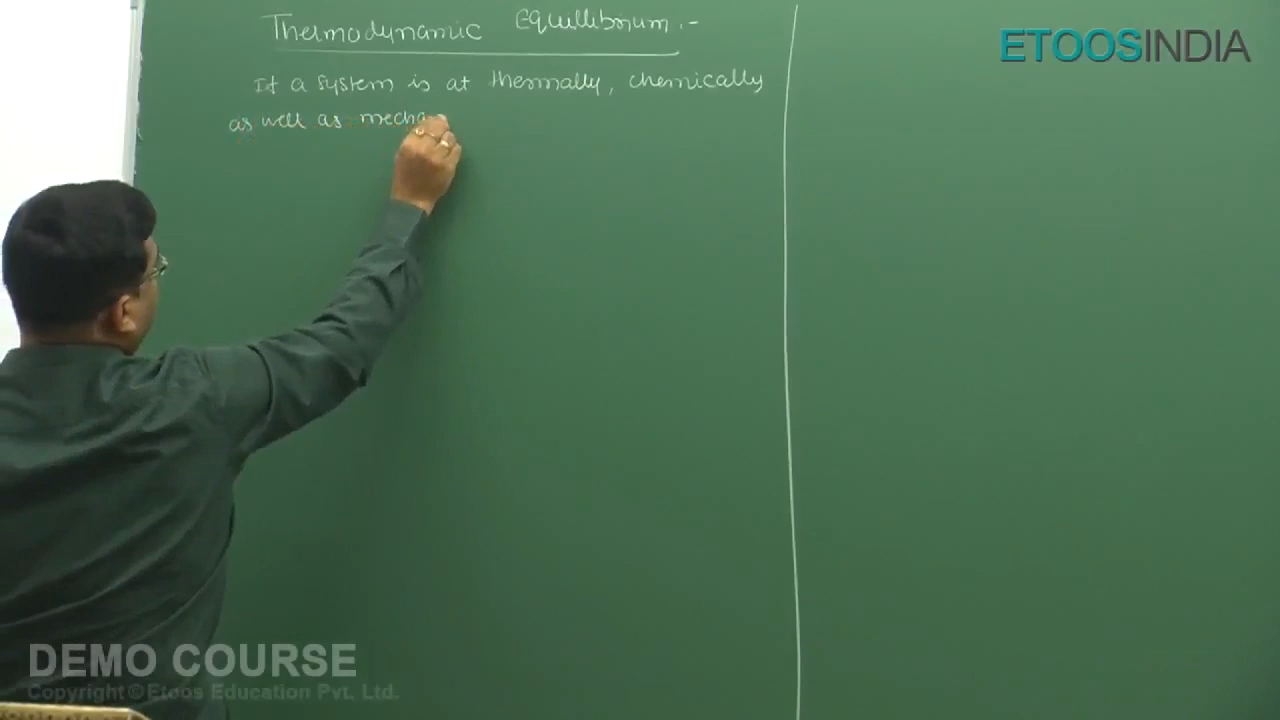 Thermodynamic Equillibrium :-
If a system is at thermally, chemically
as well as mecha
ETOOSINDIA
DEMO COURSE
Copyright©Etoos Education Pvt. Ltd.